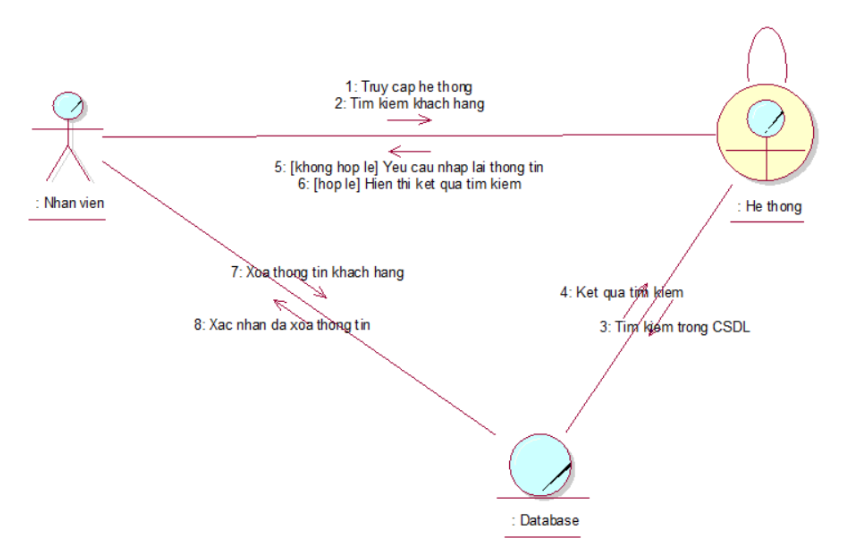 1: Truy cap he thong
2: Tim kiem khach hang
5: [khong hop le] Yeu cau nhap lai thong tin
6: [hop le] Hien thi ket qua tim kiem
: Nhan vien
: He thong
7: Xoa thong tin khach hang
4: Ket qua tim kiem
8: Xac nhan da xoa thong tin
3: Tim kiem trong CSDL
: Database